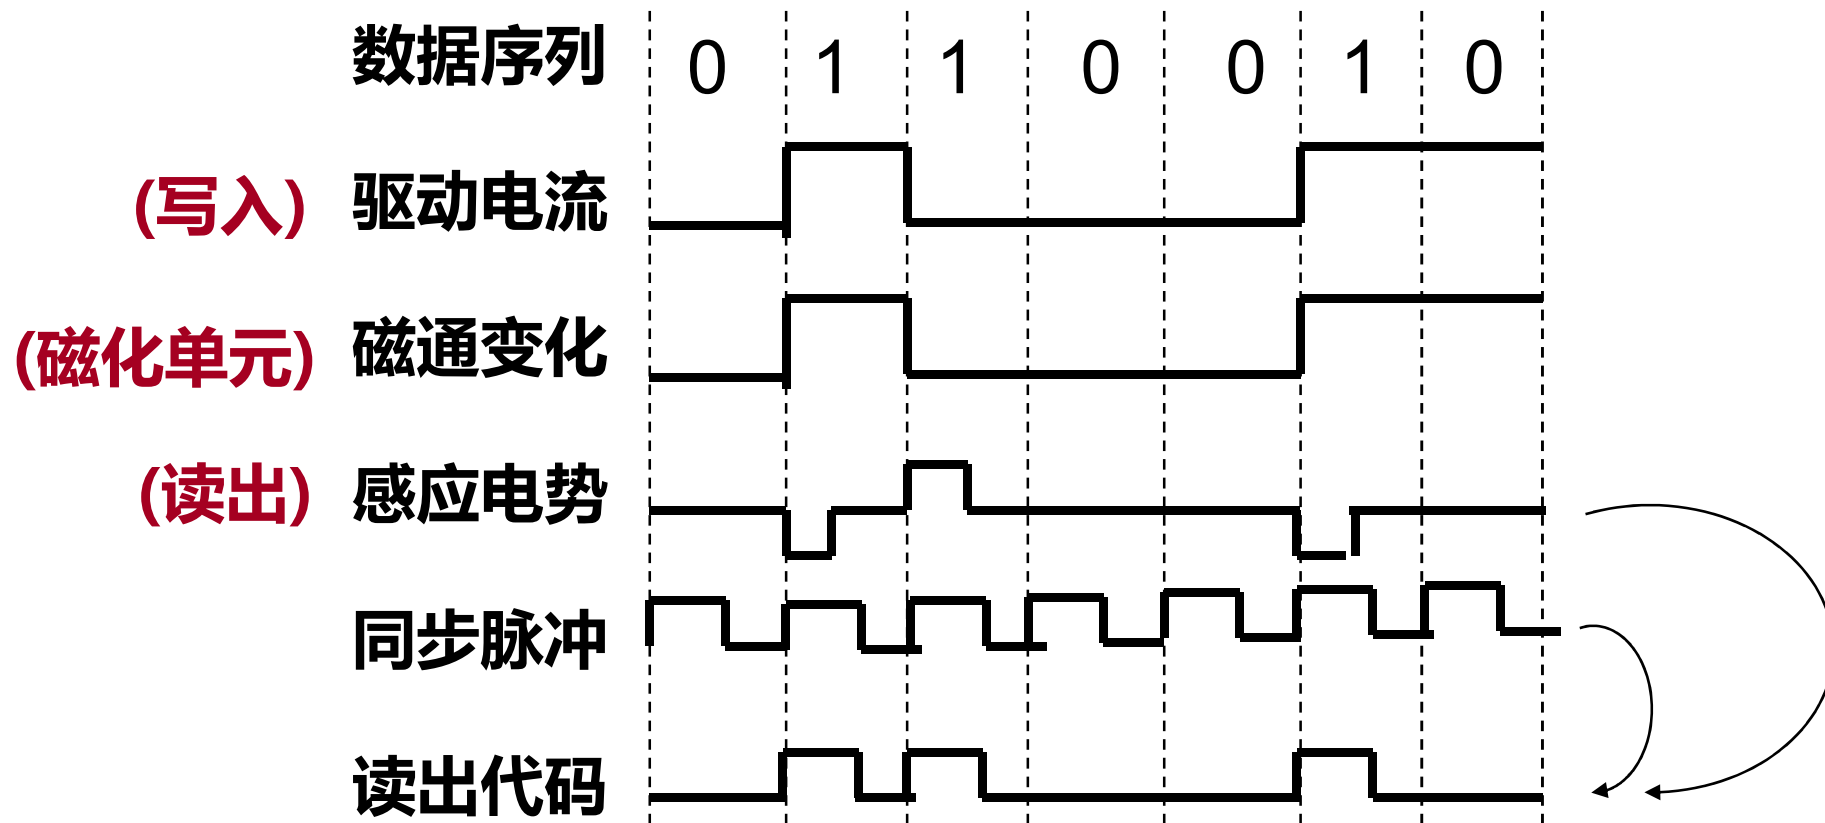 数据序列 0 1 1 0 0 1 0
(写入) 驱动电流
(磁化单元) 磁通变化
(读出) 感应电势
同步脉冲
读出代码